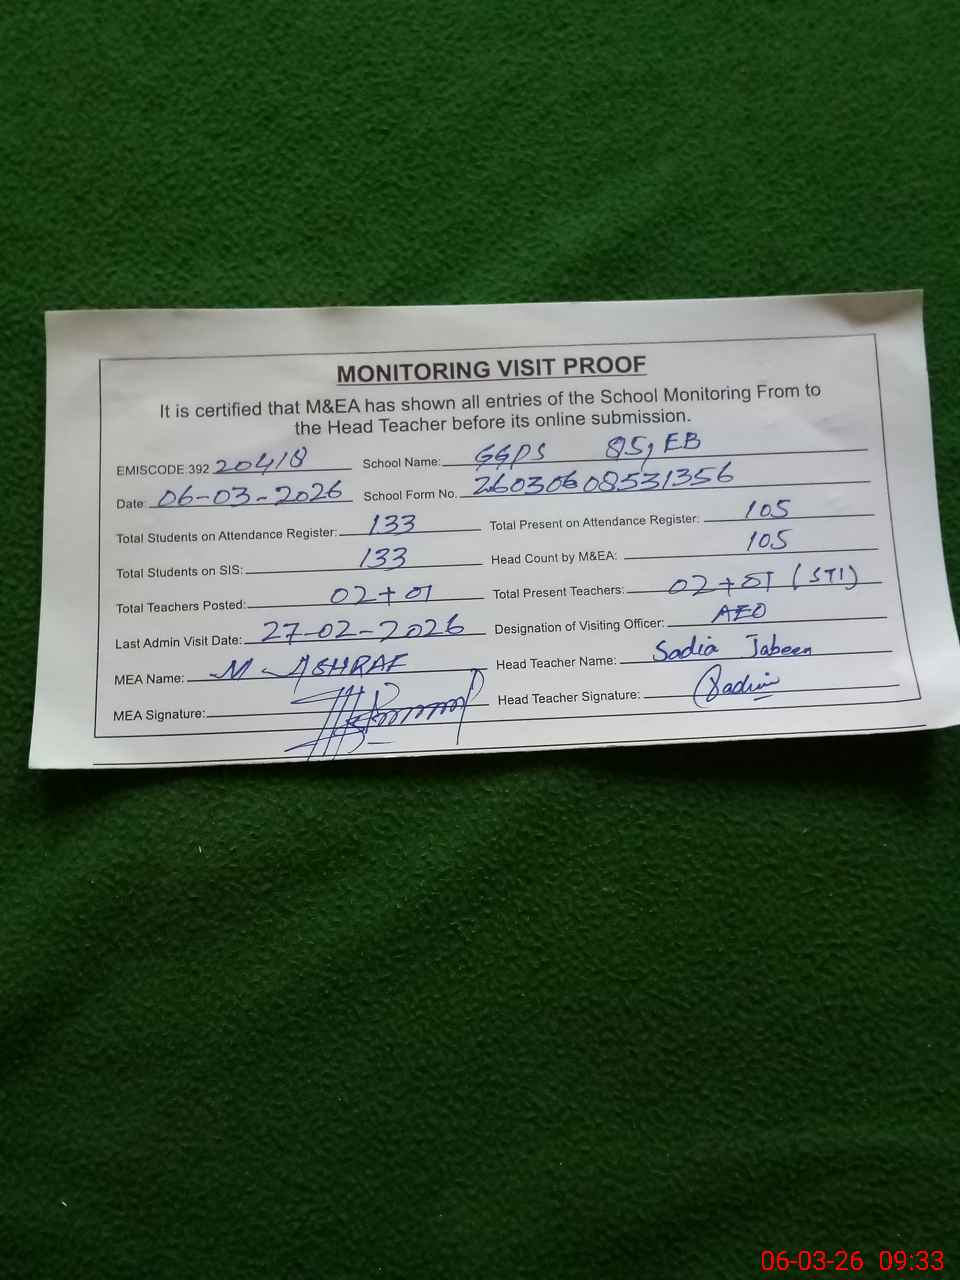 MONITORING VISIT PROOF
It is certified that M&EA has shown all entries of the School Monitoring From to
the Head Teacher before its online submission.
EMISCODE:392 20418 School Name: GGPS 85/EB
Date: 06-03-2026 School Form No. 26030608531356
Total Students on Attendance Register: 133 Total Present on Attendance Register: 105
Total Students on SIS: 133 Head Count by M&EA: 105
Total Teachers Posted: 02+01 Total Present Teachers: 02+01 (STI)
Last Admin Visit Date: 27-02-2026 Designation of Visiting Officer: AEO
MEA Name: M. ASHRAF Head Teacher Name: Sadia Jabeen
MEA Signature: Head Teacher Signature: Sadia
06-03-26 09:33